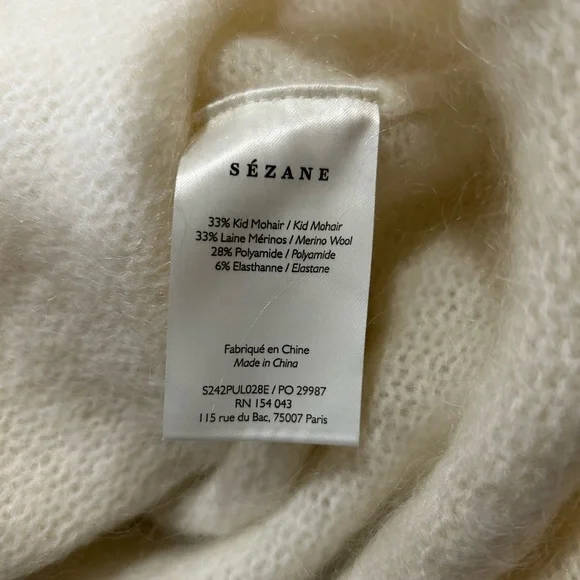 SÉZANE
33% Kid Mohair / Kid Mohair
33% Laine Mérinos / Merino Wool
28% Polyamide / Polyamide
6% Elasthanne / Elastane
Fabriqué en Chine
Made in China
S242PUL028E / PO 29987
RN 154 043
115 rue du Bac, 75007 Paris